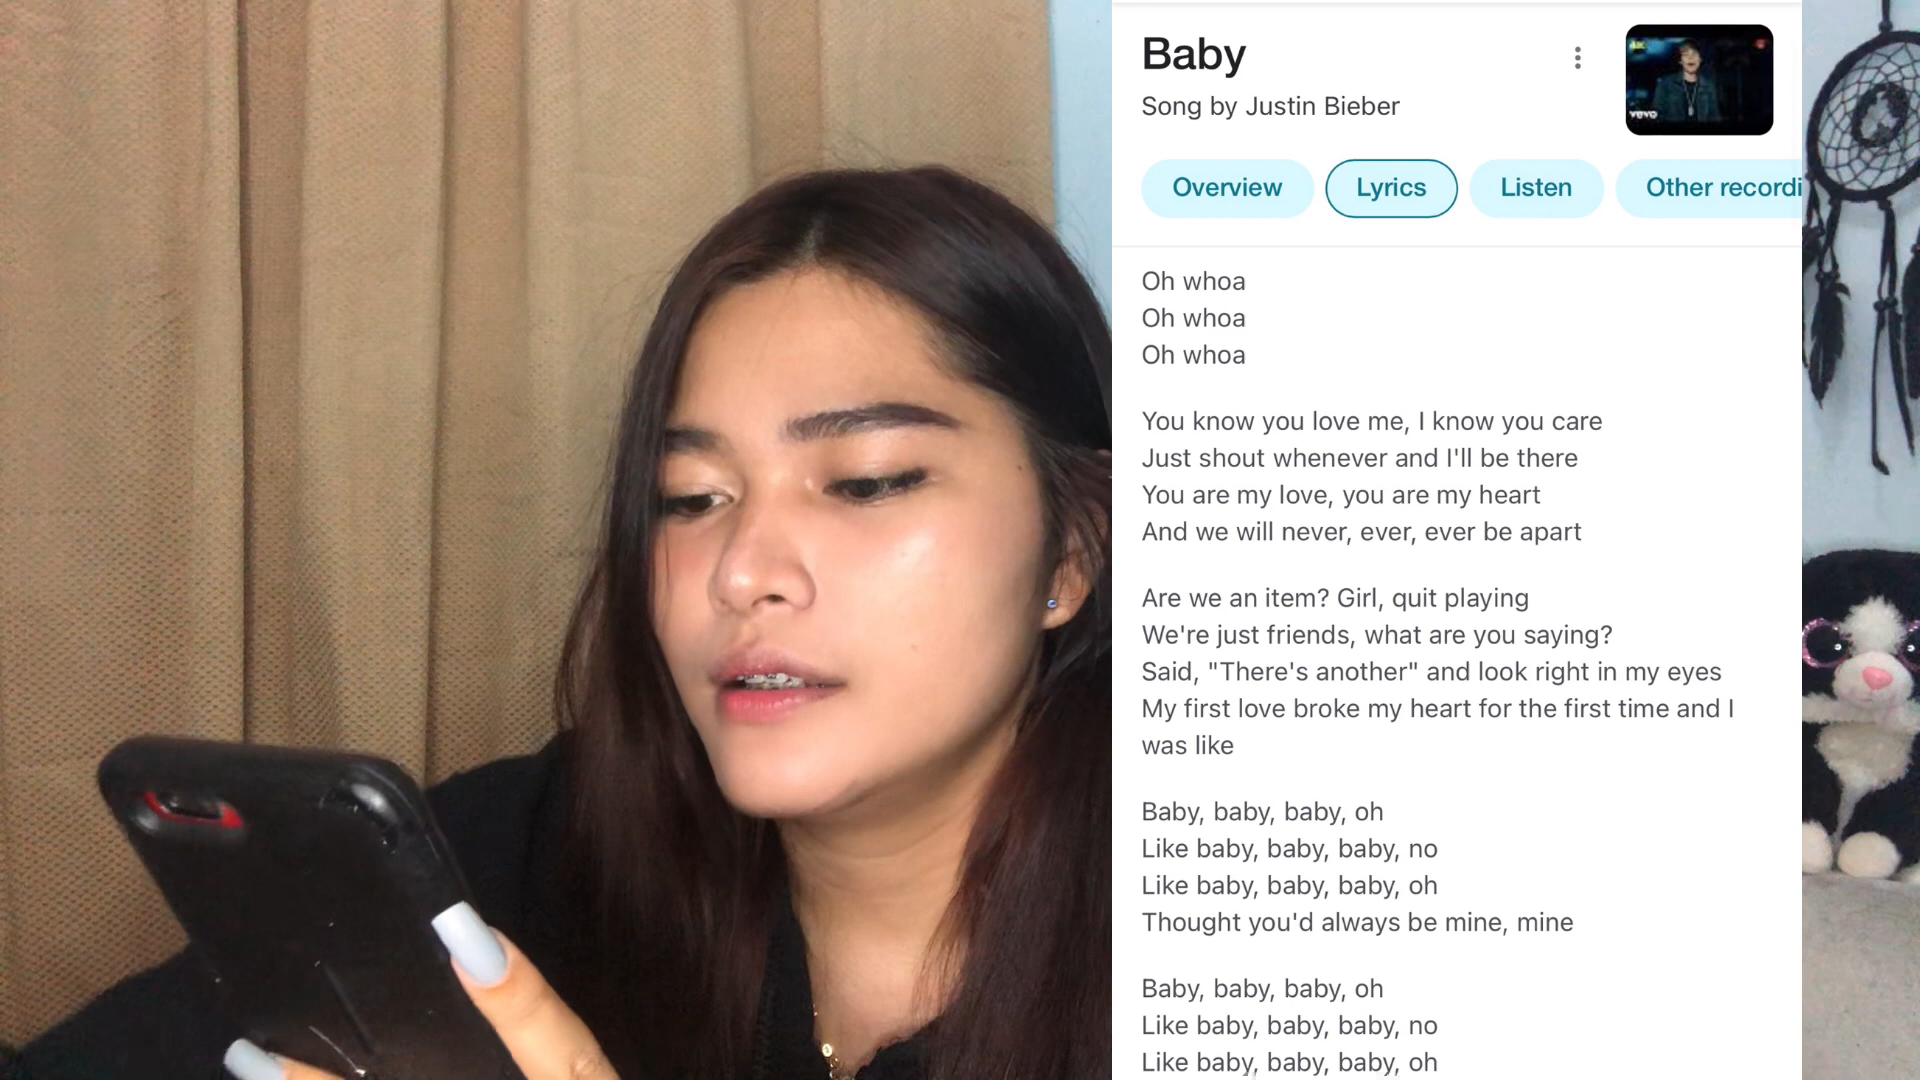 Baby
Song by Justin Bieber
vevo
Overview
Lyrics
Listen
Other recordi
Oh whoa
Oh whoa
Oh whoa
You know you love me, I know you care
Just shout whenever and I'll be there
You are my love, you are my heart
And we will never, ever, ever be apart
Are we an item? Girl, quit playing
We're just friends, what are you saying?
Said, "There's another" and look right in my eyes
My first love broke my heart for the first time and I
was like
Baby, baby, baby, oh
Like baby, baby, baby, no
Like baby, baby, baby, oh
Thought you'd always be mine, mine
Baby, baby, baby, oh
Like baby, baby, baby, no
Like baby, baby, baby, oh